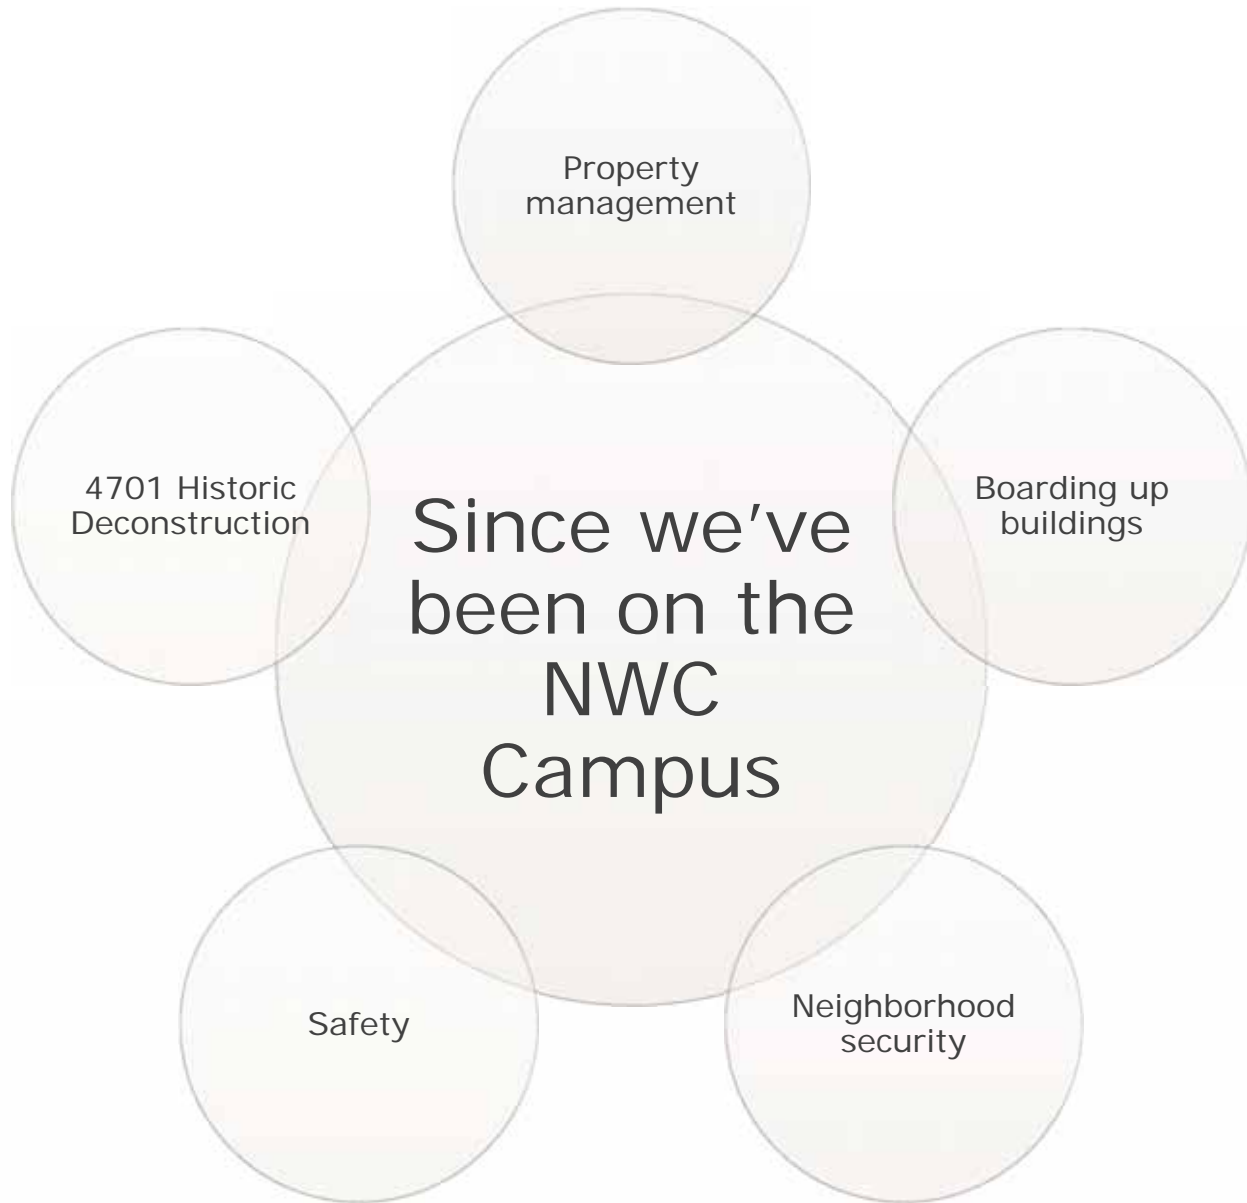 Property
management
4701 Historic
Deconstruction
Boarding up
buildings
Since we've
been on the
NWC
Campus
Safety
Neighborhood
security